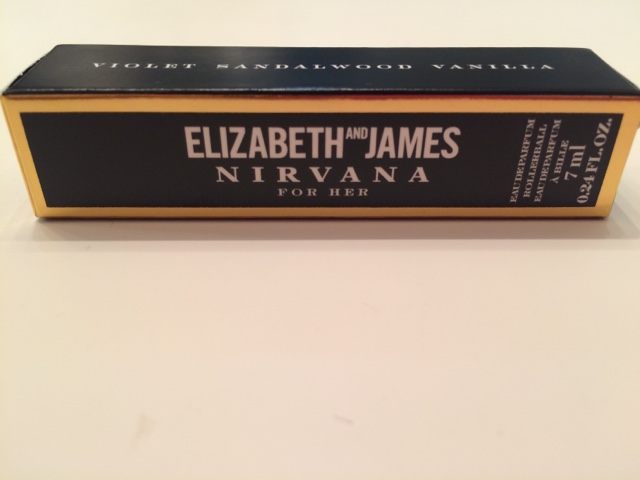 VIOLET SANDALWOOD VANILLA
ELIZABETH AND JAMES
NIRVANA
FOR HER
EAU DE PARFUM
ROLLERBALL
EAU DE PARFUM
À BILLE
7 ml
0.24 FL. OZ.